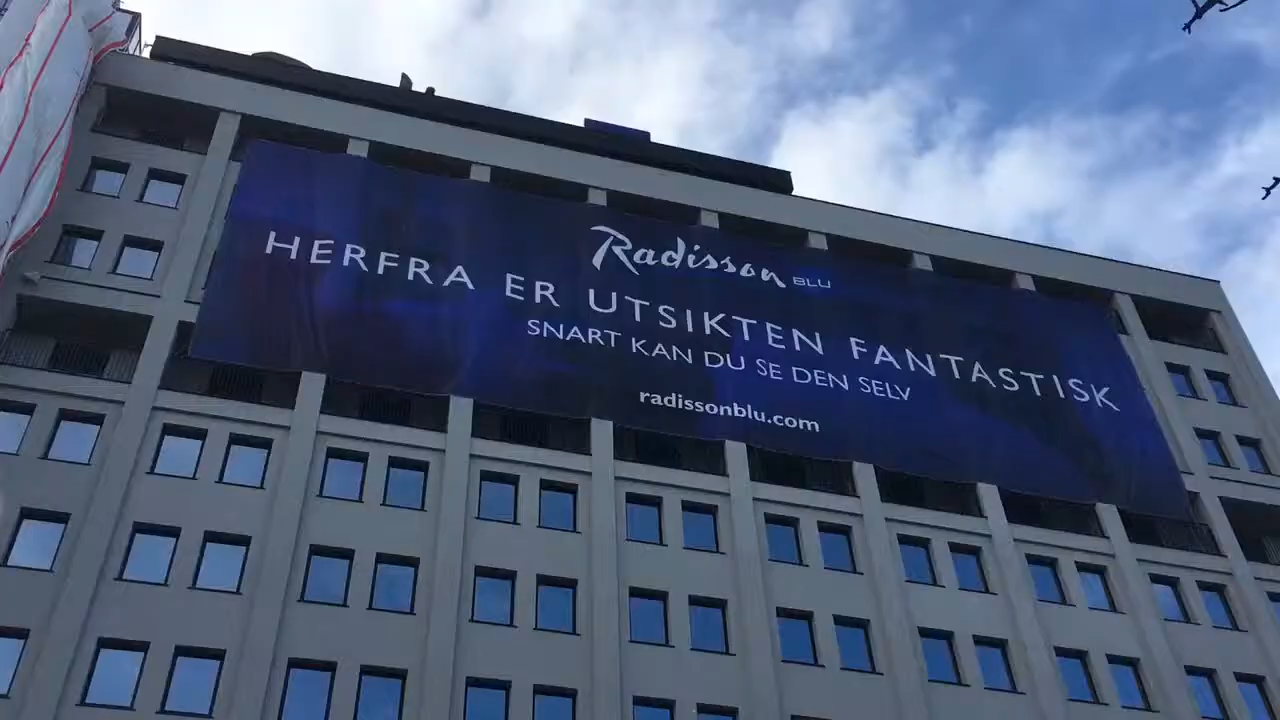 Radisson BLU
HERFRA ER UTSIKTEN FANTASTISK
SNART KAN DU SE DEN SELV
radissonblu.com